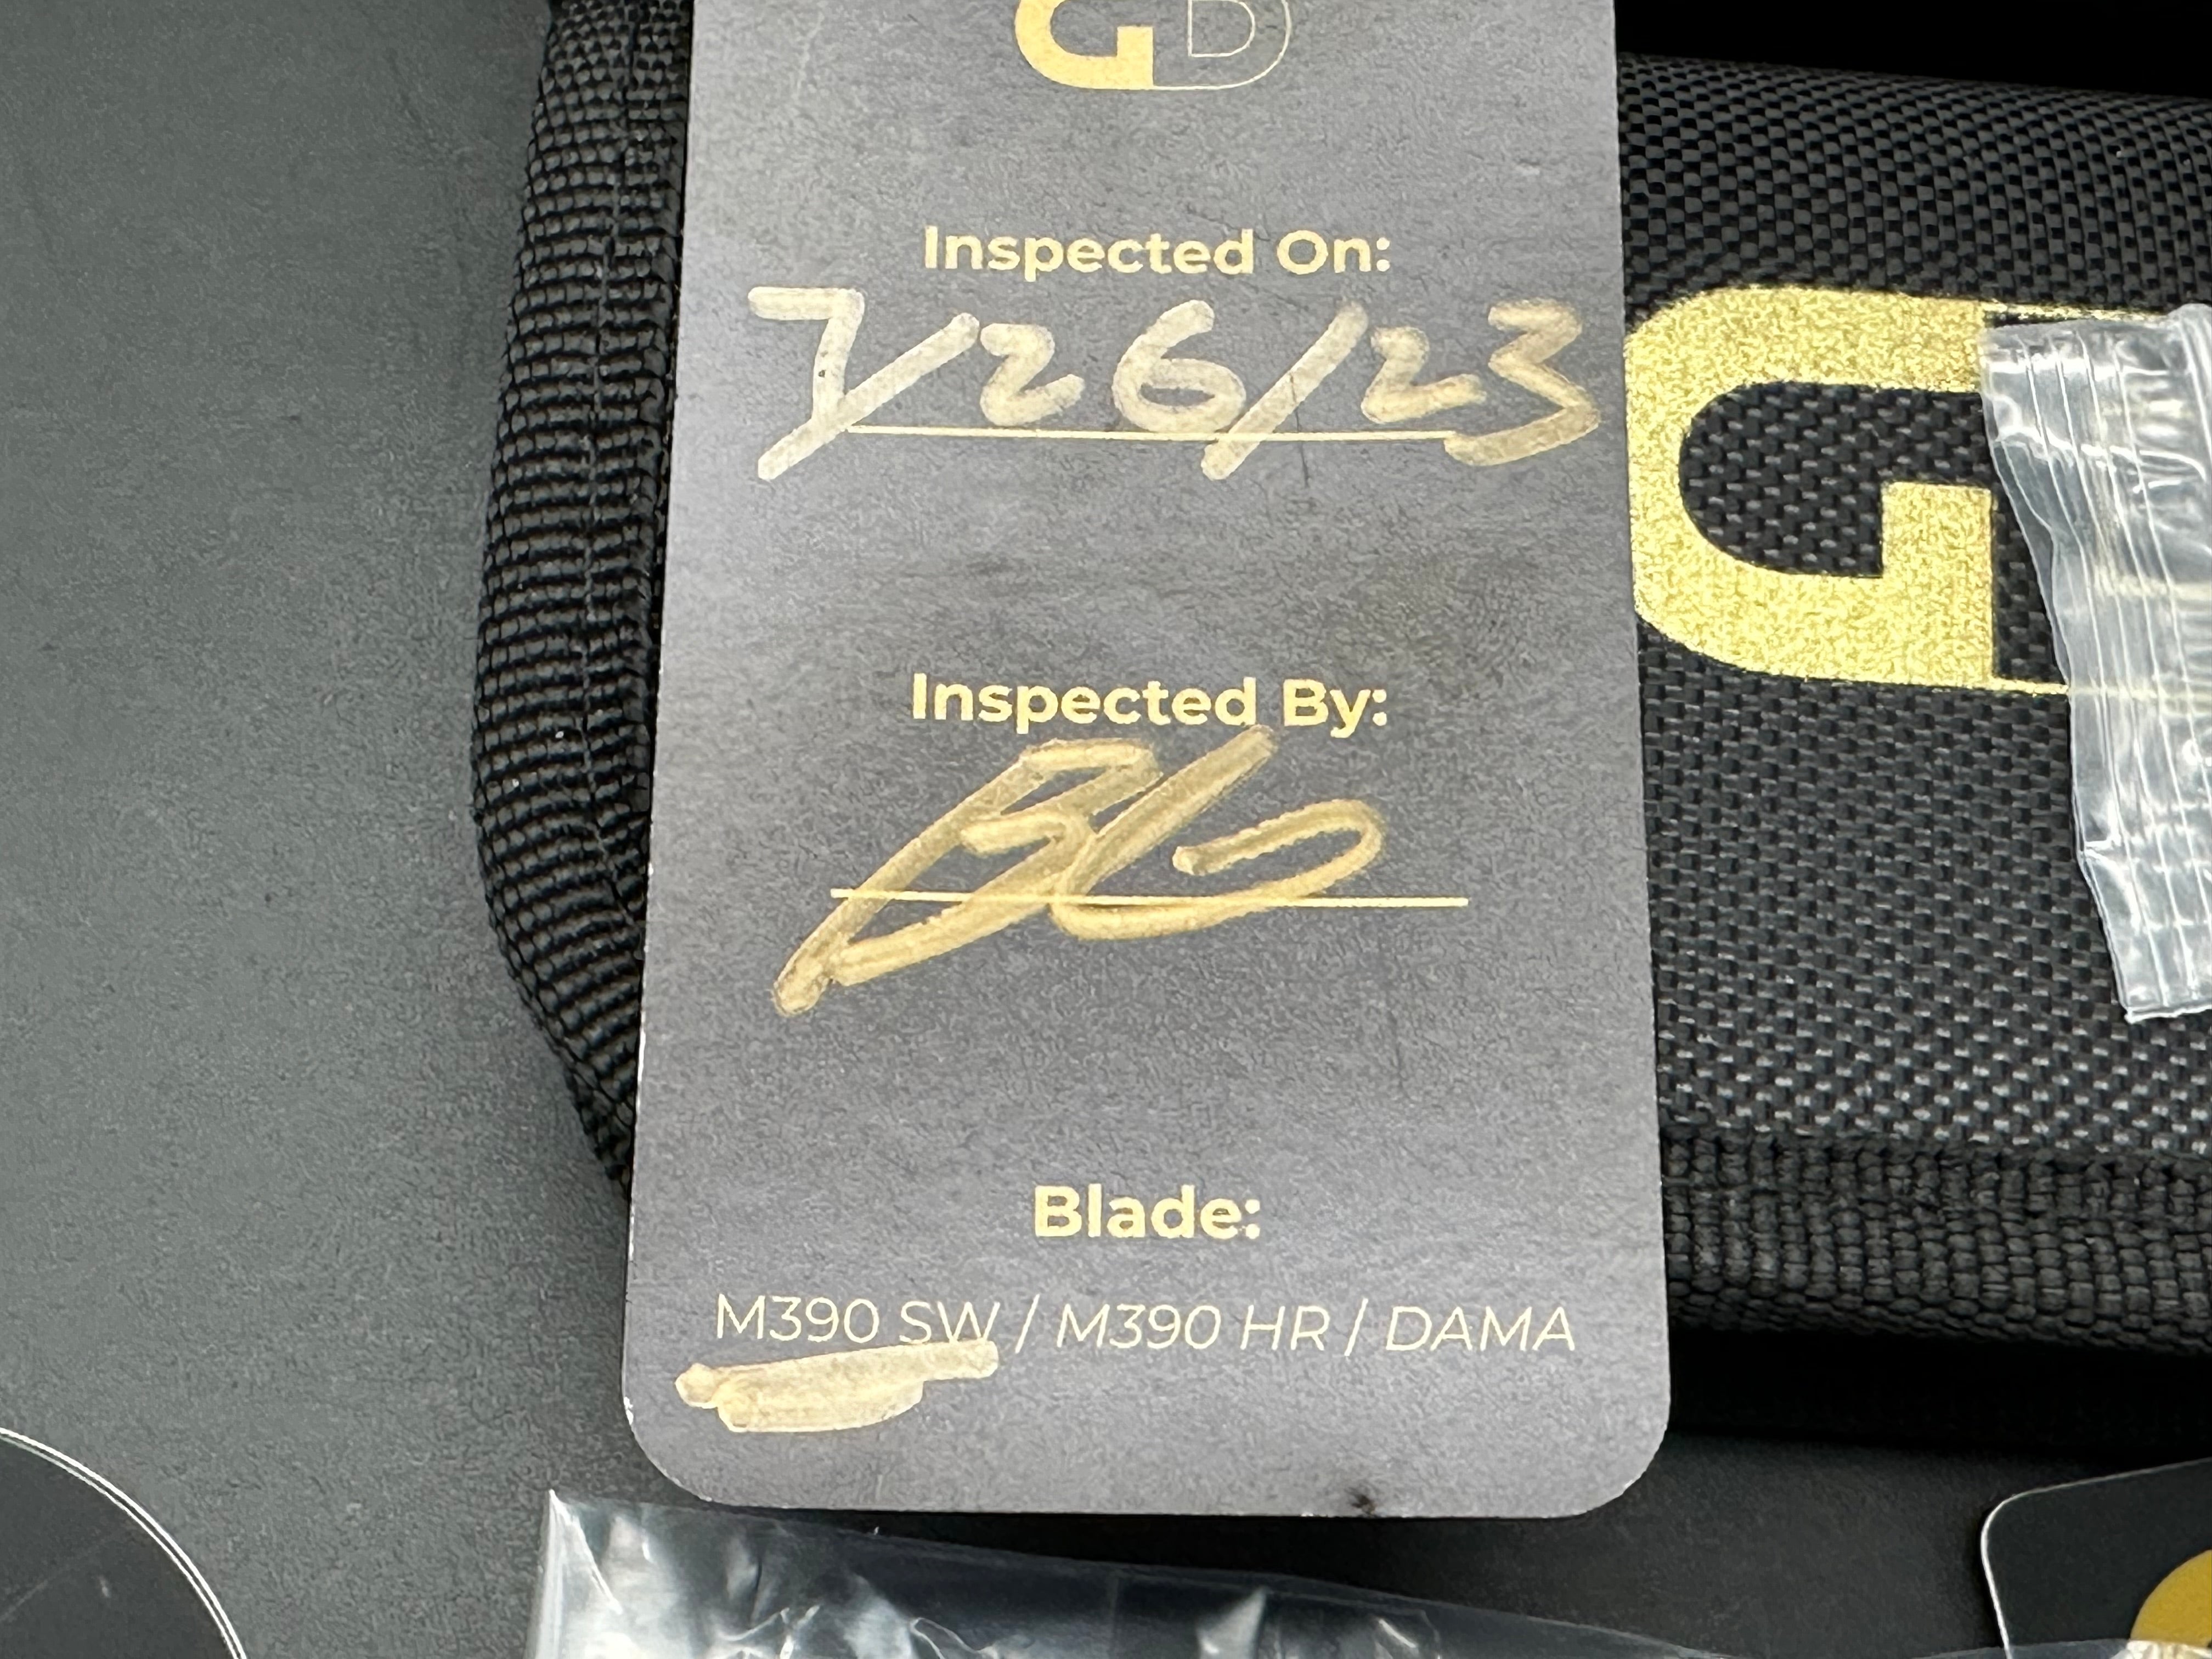 GD
Inspected On:
7/26/23
Inspected By:
Blade:
M390 SW / M390 HR / DAMA
G